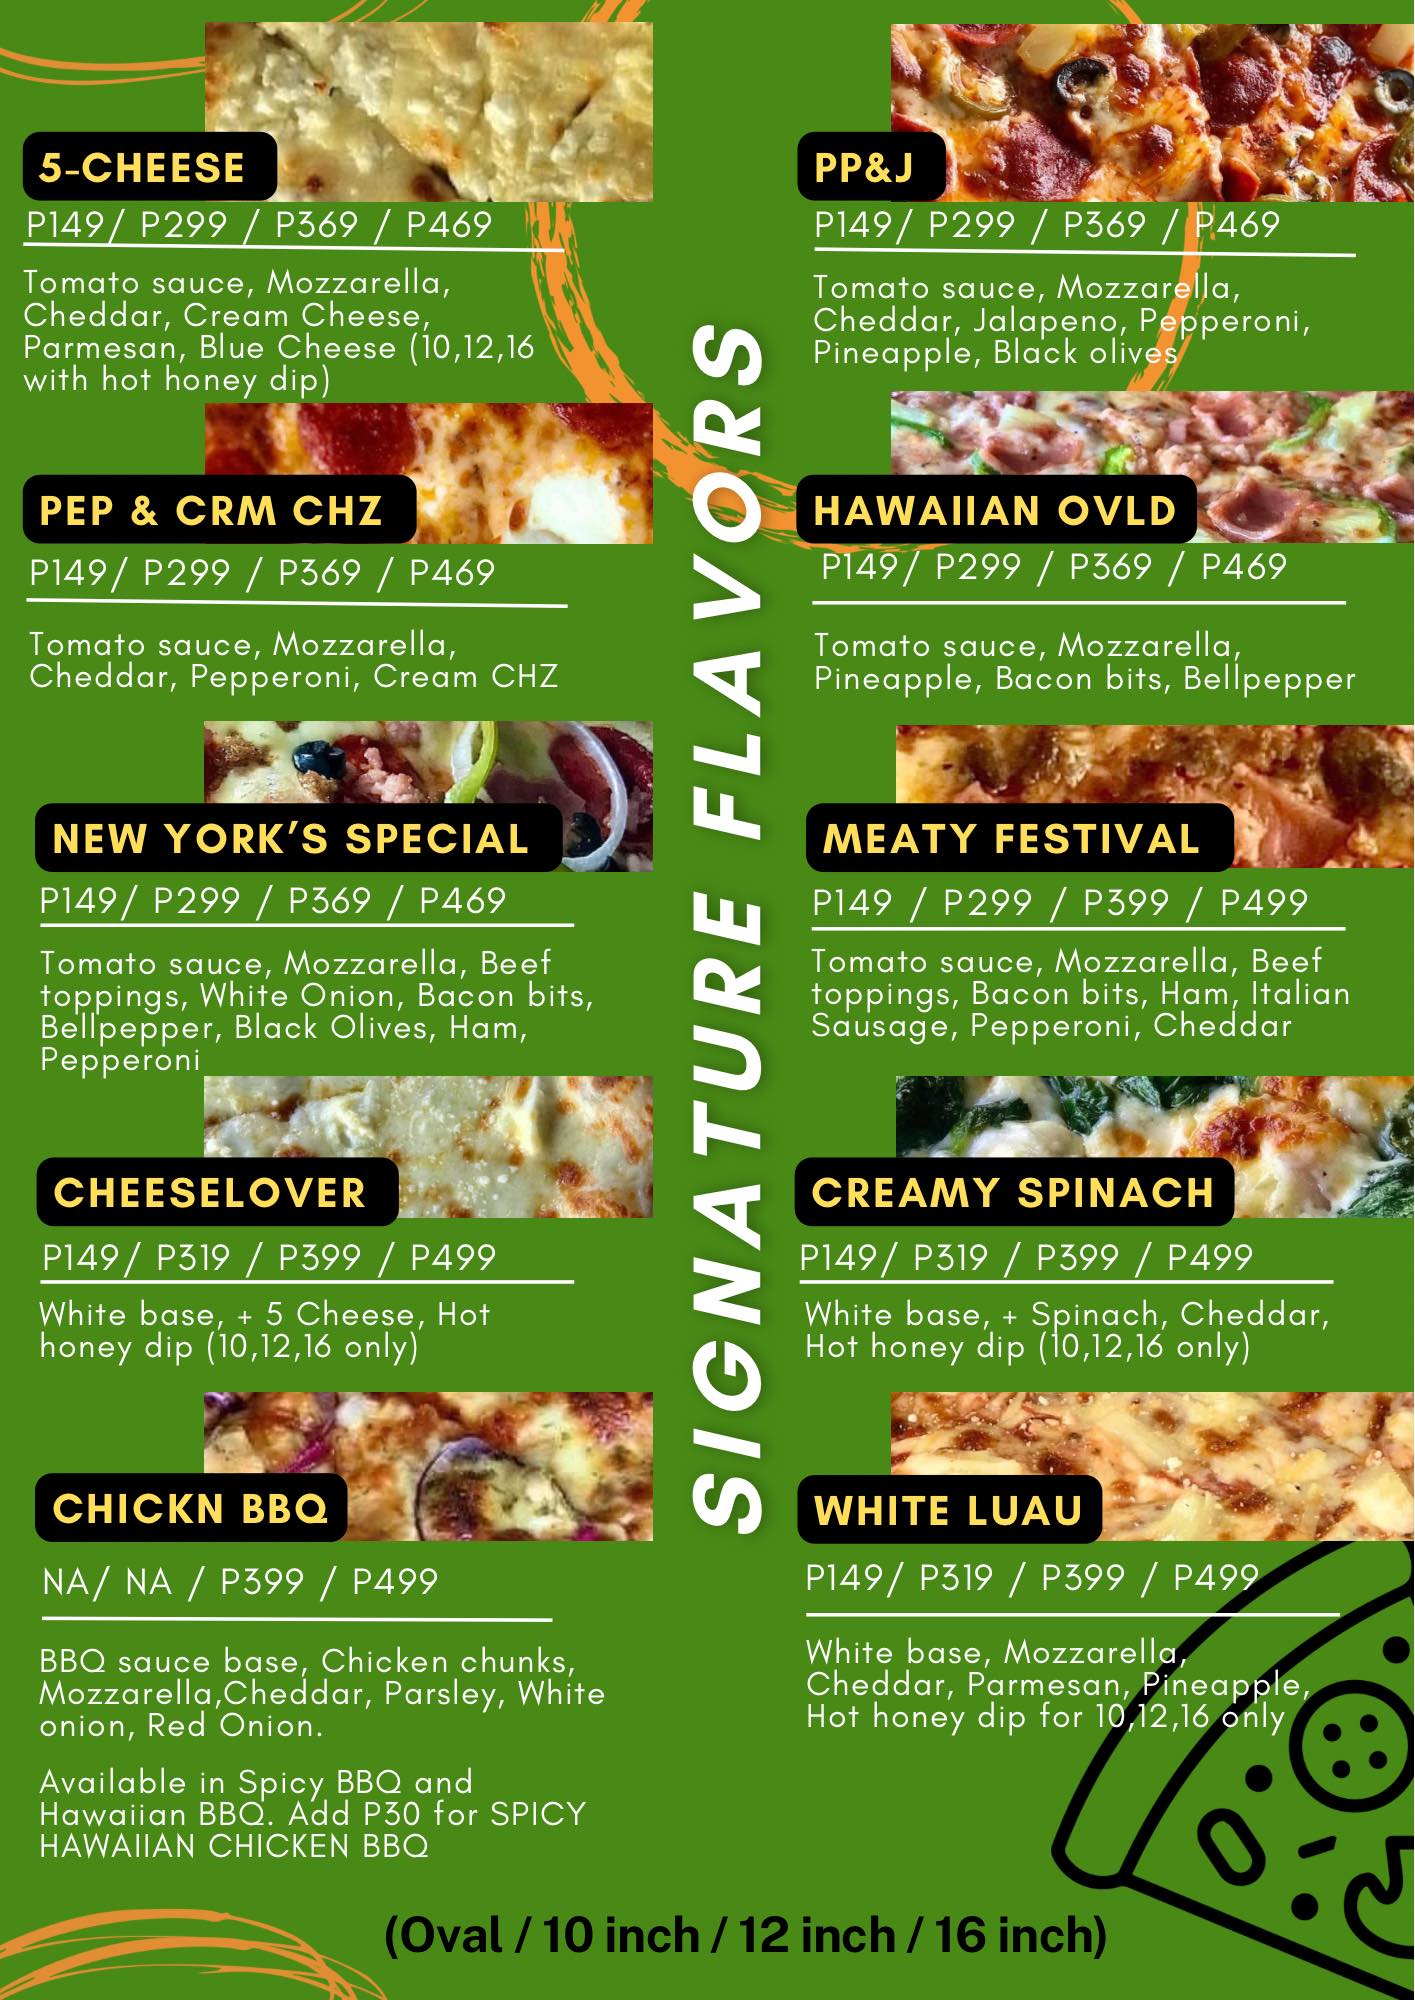 5-CHEESE
P149/ P299 / P369 / P469
Tomato sauce, Mozzarella,
Cheddar, Cream Cheese,
Parmesan, Blue Cheese (10,12,16
with hot honey dip)
PEP & CRM CHZ
P149/ P299 / P369 / P469
Tomato sauce, Mozzarella,
Cheddar, Pepperoni, Cream CHZ
NEW YORK'S SPECIAL
P149/ P299 / P369 / P469
Tomato sauce, Mozzarella, Beef
toppings, White Onion, Bacon bits,
Bellpepper, Black Olives, Ham,
Pepperoni
CHEESELOVER
P149/ P319 / P399 / P499
White base, + 5 Cheese, Hot
honey dip (10,12,16 only)
CHICKN BBQ
NA/ NA / P399 / P499
BBQ sauce base, Chicken chunks,
Mozzarella,Cheddar, Parsley, White
onion, Red Onion.
Available in Spicy BBQ and
Hawaiian BBQ. Add P30 for SPICY
HAWAIIAN CHICKEN BBQ
SIGNATURE FLAVORS
PP&J
P149/ P299 / P369 / P469
Tomato sauce, Mozzarella,
Cheddar, Jalapeno, Pepperoni,
Pineapple, Black olives
HAWAIIAN OVLD
P149/ P299 / P369 / P469
Tomato sauce, Mozzarella,
Pineapple, Bacon bits, Bellpepper
MEATY FESTIVAL
P149 / P299 / P399 / P499
Tomato sauce, Mozzarella, Beef
toppings, Bacon bits, Ham, Italian
Sausage, Pepperoni, Cheddar
CREAMY SPINACH
P149/ P319 / P399 / P499
White base, + Spinach, Cheddar,
Hot honey dip (10,12,16 only)
WHITE LUAU
P149/ P319 / P399 / P499
White base, Mozzarella,
Cheddar, Parmesan, Pineapple,
Hot honey dip for 10,12,16 only
(Oval / 10 inch / 12 inch / 16 inch)